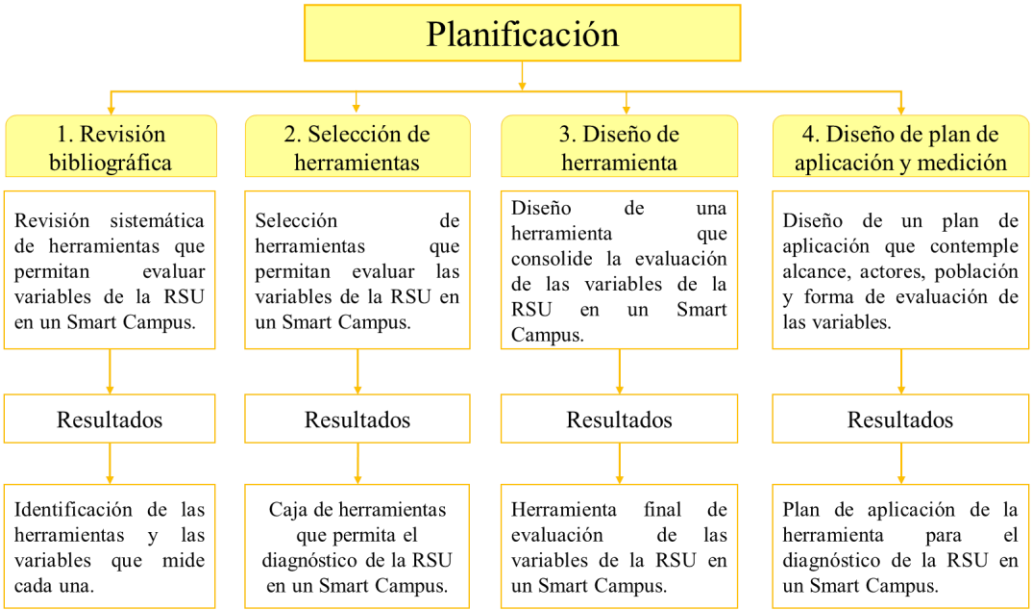 Planificación
1. Revisión
bibliográfica
Revisión sistemática
de herramientas que
permitan evaluar
variables de la RSU
en un Smart Campus.
Resultados
Identificación de las
herramientas y las
variables que mide
cada una.
2. Selección de
herramientas
Selección de
herramientas que
permitan evaluar las
variables de la RSU en
un Smart Campus.
Resultados
Caja de herramientas
que permita el
diagnóstico de la RSU
en un Smart Campus.
3. Diseño de
herramienta
Diseño de una
herramienta que
consolide la evaluación
de las variables de la
RSU en un Smart
Campus.
Resultados
Herramienta final de
evaluación de las
variables de la RSU en
un Smart Campus.
4. Diseño de plan de
aplicación y medición
Diseño de un plan de
aplicación que contemple
alcance, actores, población
y forma de evaluación de
las variables.
Resultados
Plan de aplicación de la
herramienta para el
diagnóstico de la RSU en
un Smart Campus.